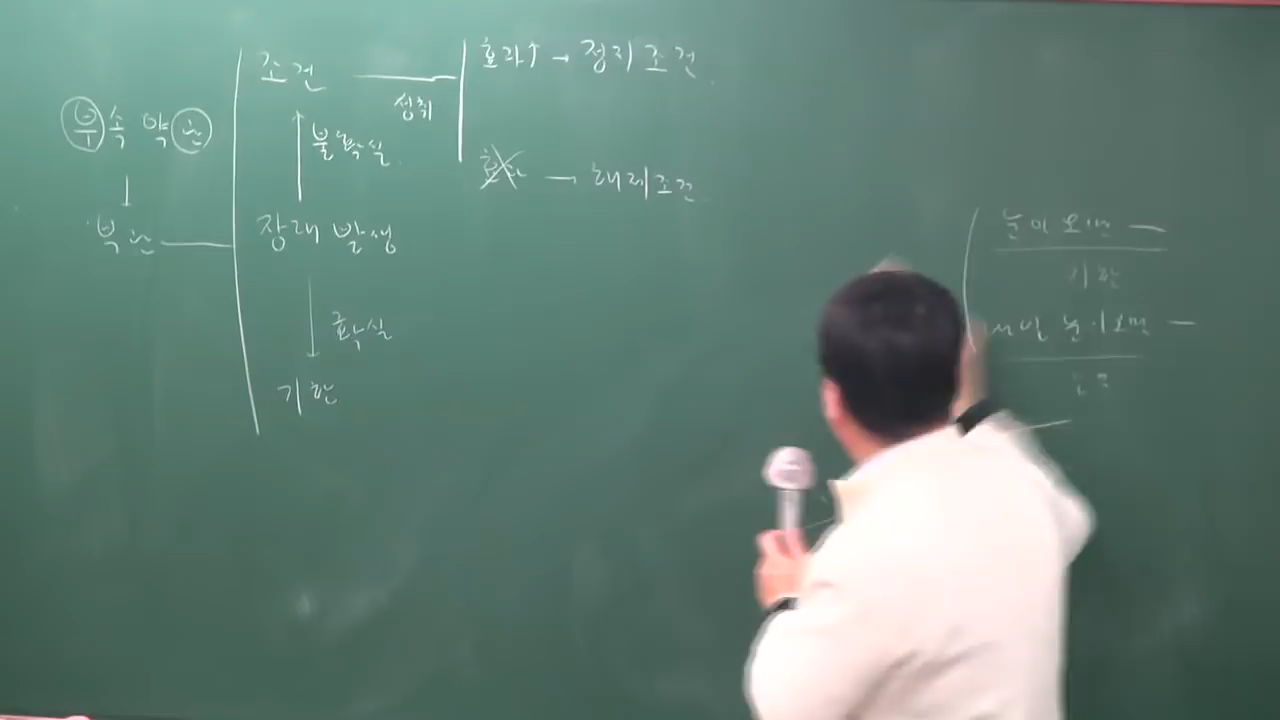 조건
성취
효과↑ → 정지조건
부속 약관
불확실
효과 → 해제조건
부관
장래 발생
확실
기한
눈이 오면
기한
내일 눈이오면